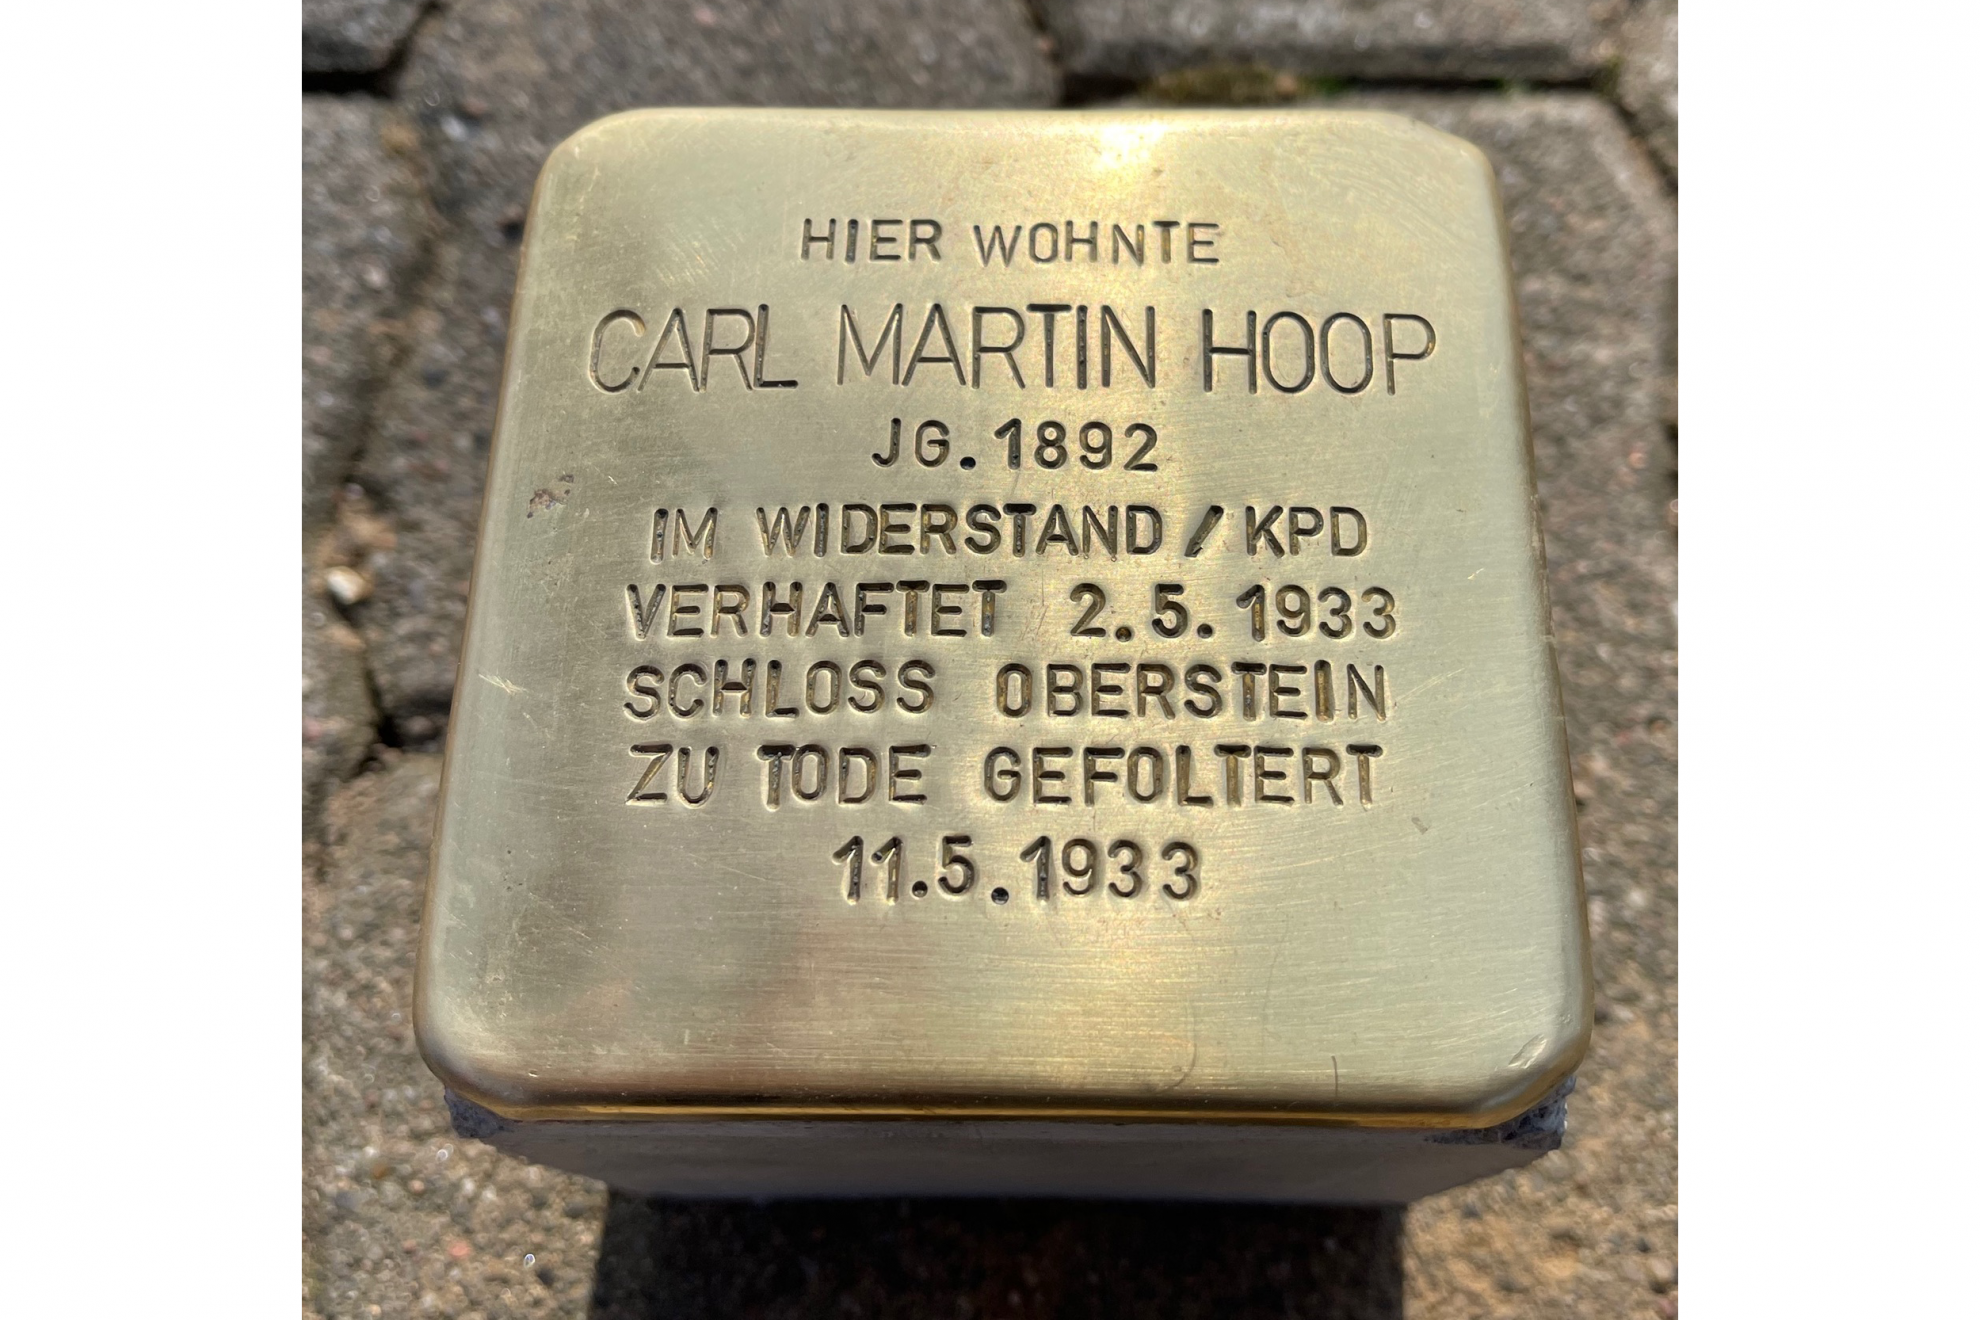 HIER WOHNTE
CARL MARTIN HOOP
JG. 1892
IM WIDERSTAND / KPD
VERHAFTET 2.5.1933
SCHLOSS OBERSTEIN
ZU TODE GEFOLTERT
11.5.1933